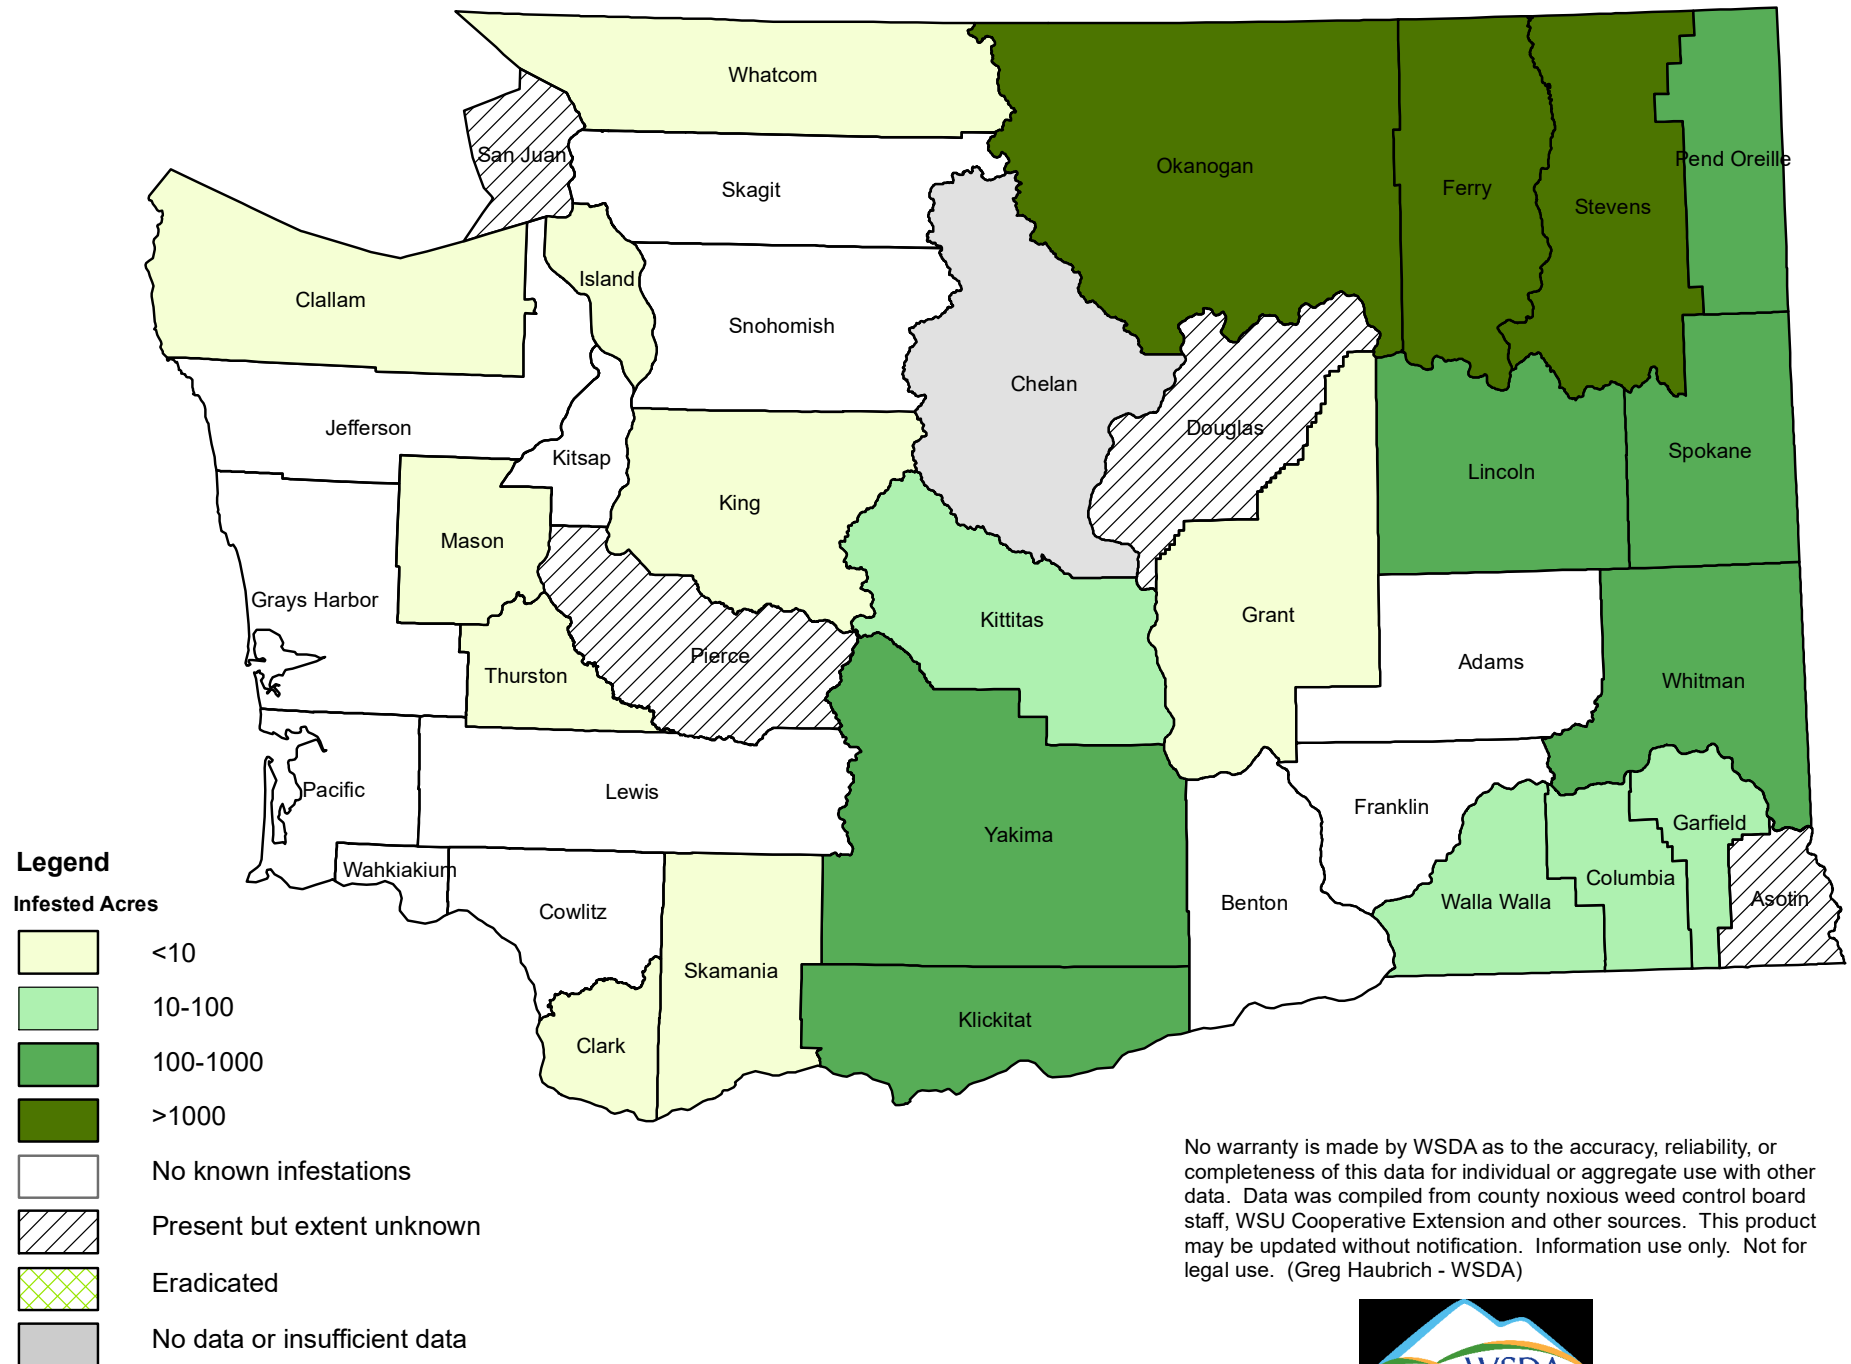 Whatcom
Okanogan
Pend Oreille
San Juan
Ferry
Skagit
Stevens
Island
Clallam
Snohomish
Chelan
Jefferson
Douglas
Kitsap
Spokane
Lincoln
King
Mason
Grays Harbor
Kittitas
Grant
Pierce
Adams
Thurston
Whitman
Pacific
Lewis
Franklin
Yakima
Garfield
Wahkiakium
Columbia
Walla Walla
Asotin
Benton
Cowlitz
Skamania
Klickitat
Clark
Legend
Infested Acres
<10
10-100
100-1000
>1000
No known infestations
Present but extent unknown
Eradicated
No data or insufficient data
No warranty is made by WSDA as to the accuracy, reliability, or
completeness of this data for individual or aggregate use with other
data.  Data was compiled from county noxious weed control board
staff, WSU Cooperative Extension and other sources.  This product
may be updated without notification.  Information use only.  Not for
legal use.  (Greg Haubrich - WSDA)
WSDA